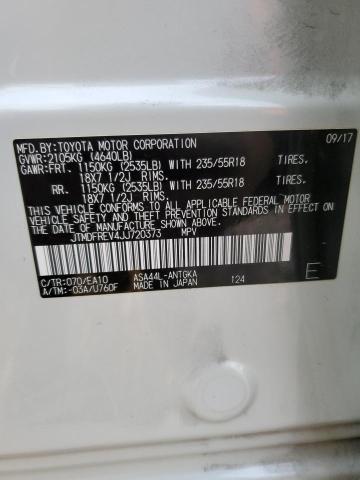 MFD.BY:TOYOTA MOTOR CORPORATION 09/17
GVWR:2105KG (4640LB)
GAWR:FRT. 1150KG (2535LB) WITH 235/55R18 TIRES.
18X7 1/2J RIMS.
RR. 1150KG (2535LB) WITH 235/55R18 TIRES.
18X7 1/2J RIMS.
THIS VEHICLE CONFORMS TO ALL APPLICABLE FEDERAL MOTOR
VEHICLE SAFETY STANDARDS IN EFFECT ON THE DATE OF
MANUFACTURE SHOWN ABOVE.
JTMDFREV4JJ720373 MPV
C/TR:070/EA10 ASA44L-ANTGKA 124 E
A/TM:-03A/U760F MADE IN JAPAN